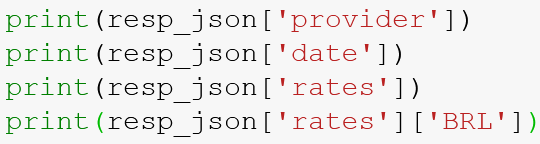 print(resp_json['provider'])
print(resp_json['date'])
print(resp_json['rates'])
print(resp_json['rates']['BRL'])